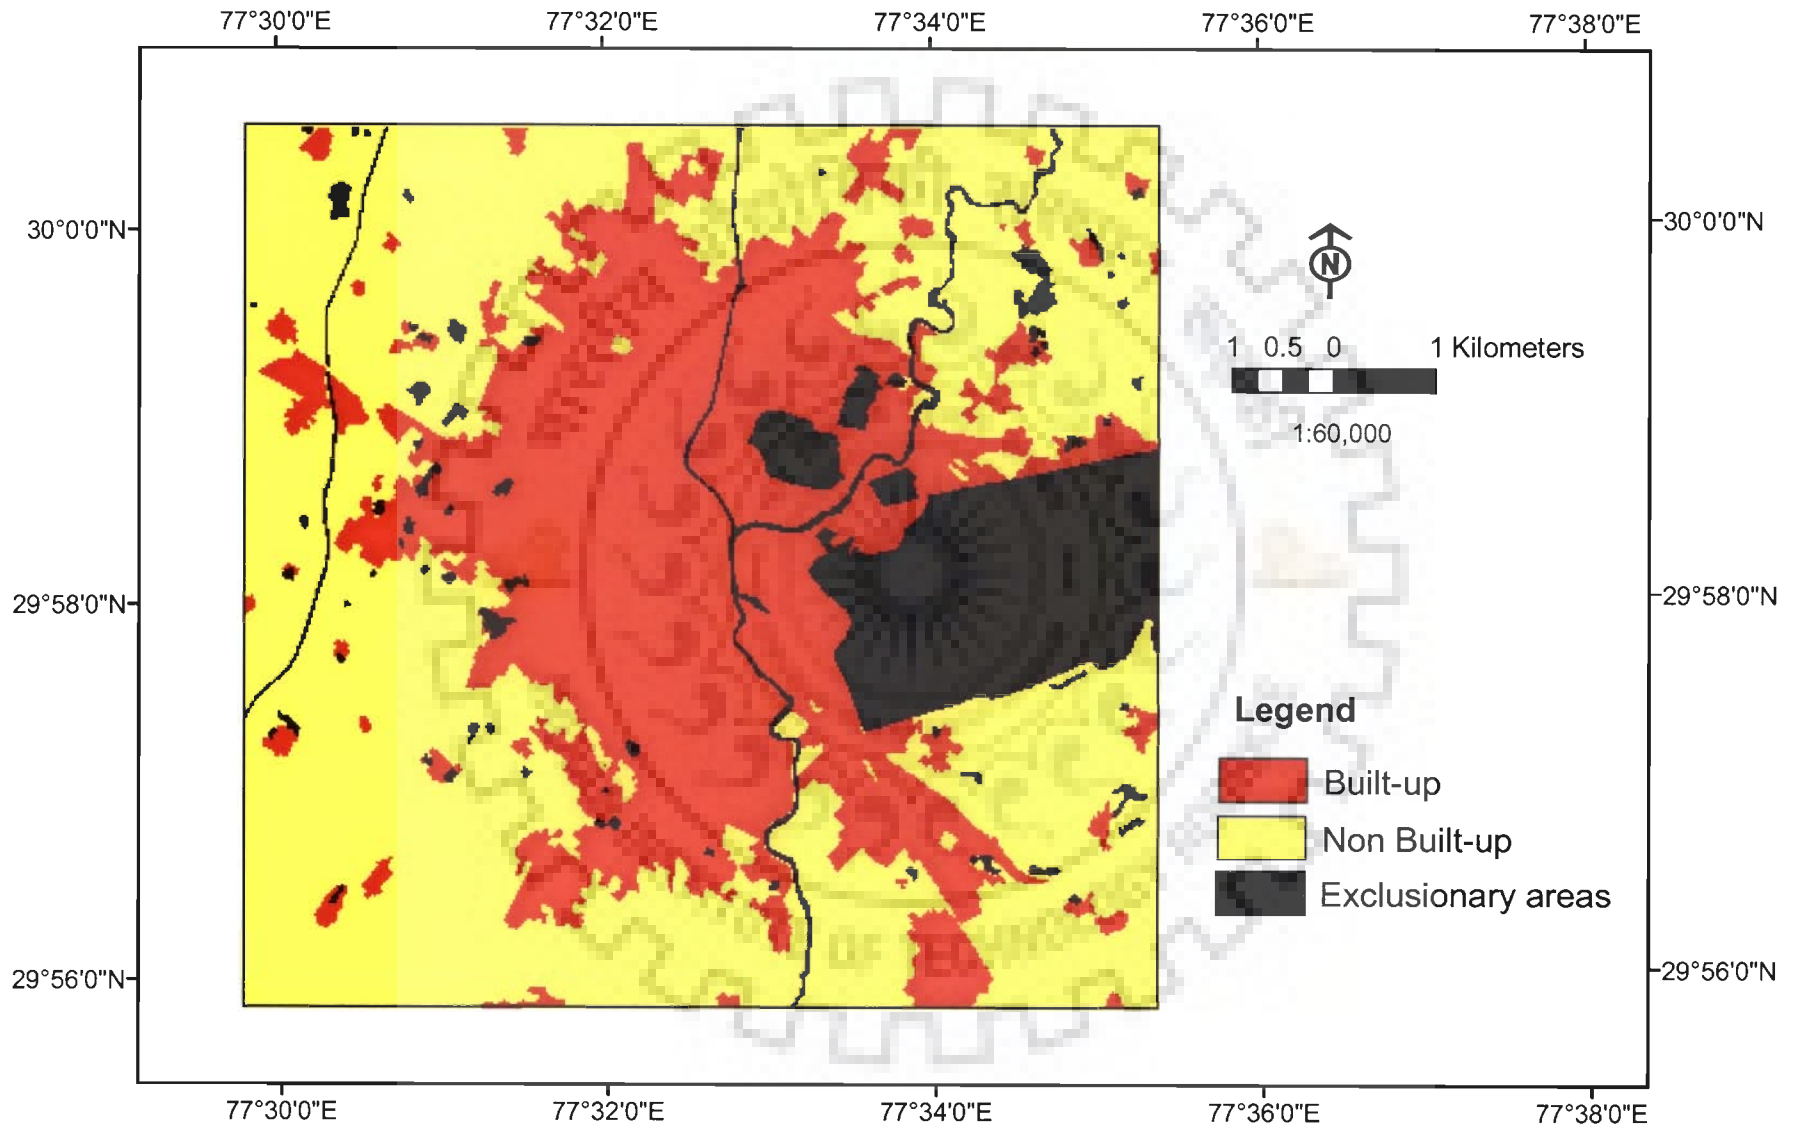 77°30'0"E 77°32'0"E 77°34'0"E 77°36'0"E 77°38'0"E
30°0'0"N 30°0'0"N
N
1 0.5 0 1 Kilometers
1:60,000
29°58'0"N 29°58'0"N
Legend
Built-up
Non Built-up
Exclusionary areas
29°56'0"N 29°56'0"N
77°30'0"E 77°32'0"E 77°34'0"E 77°36'0"E 77°38'0"E